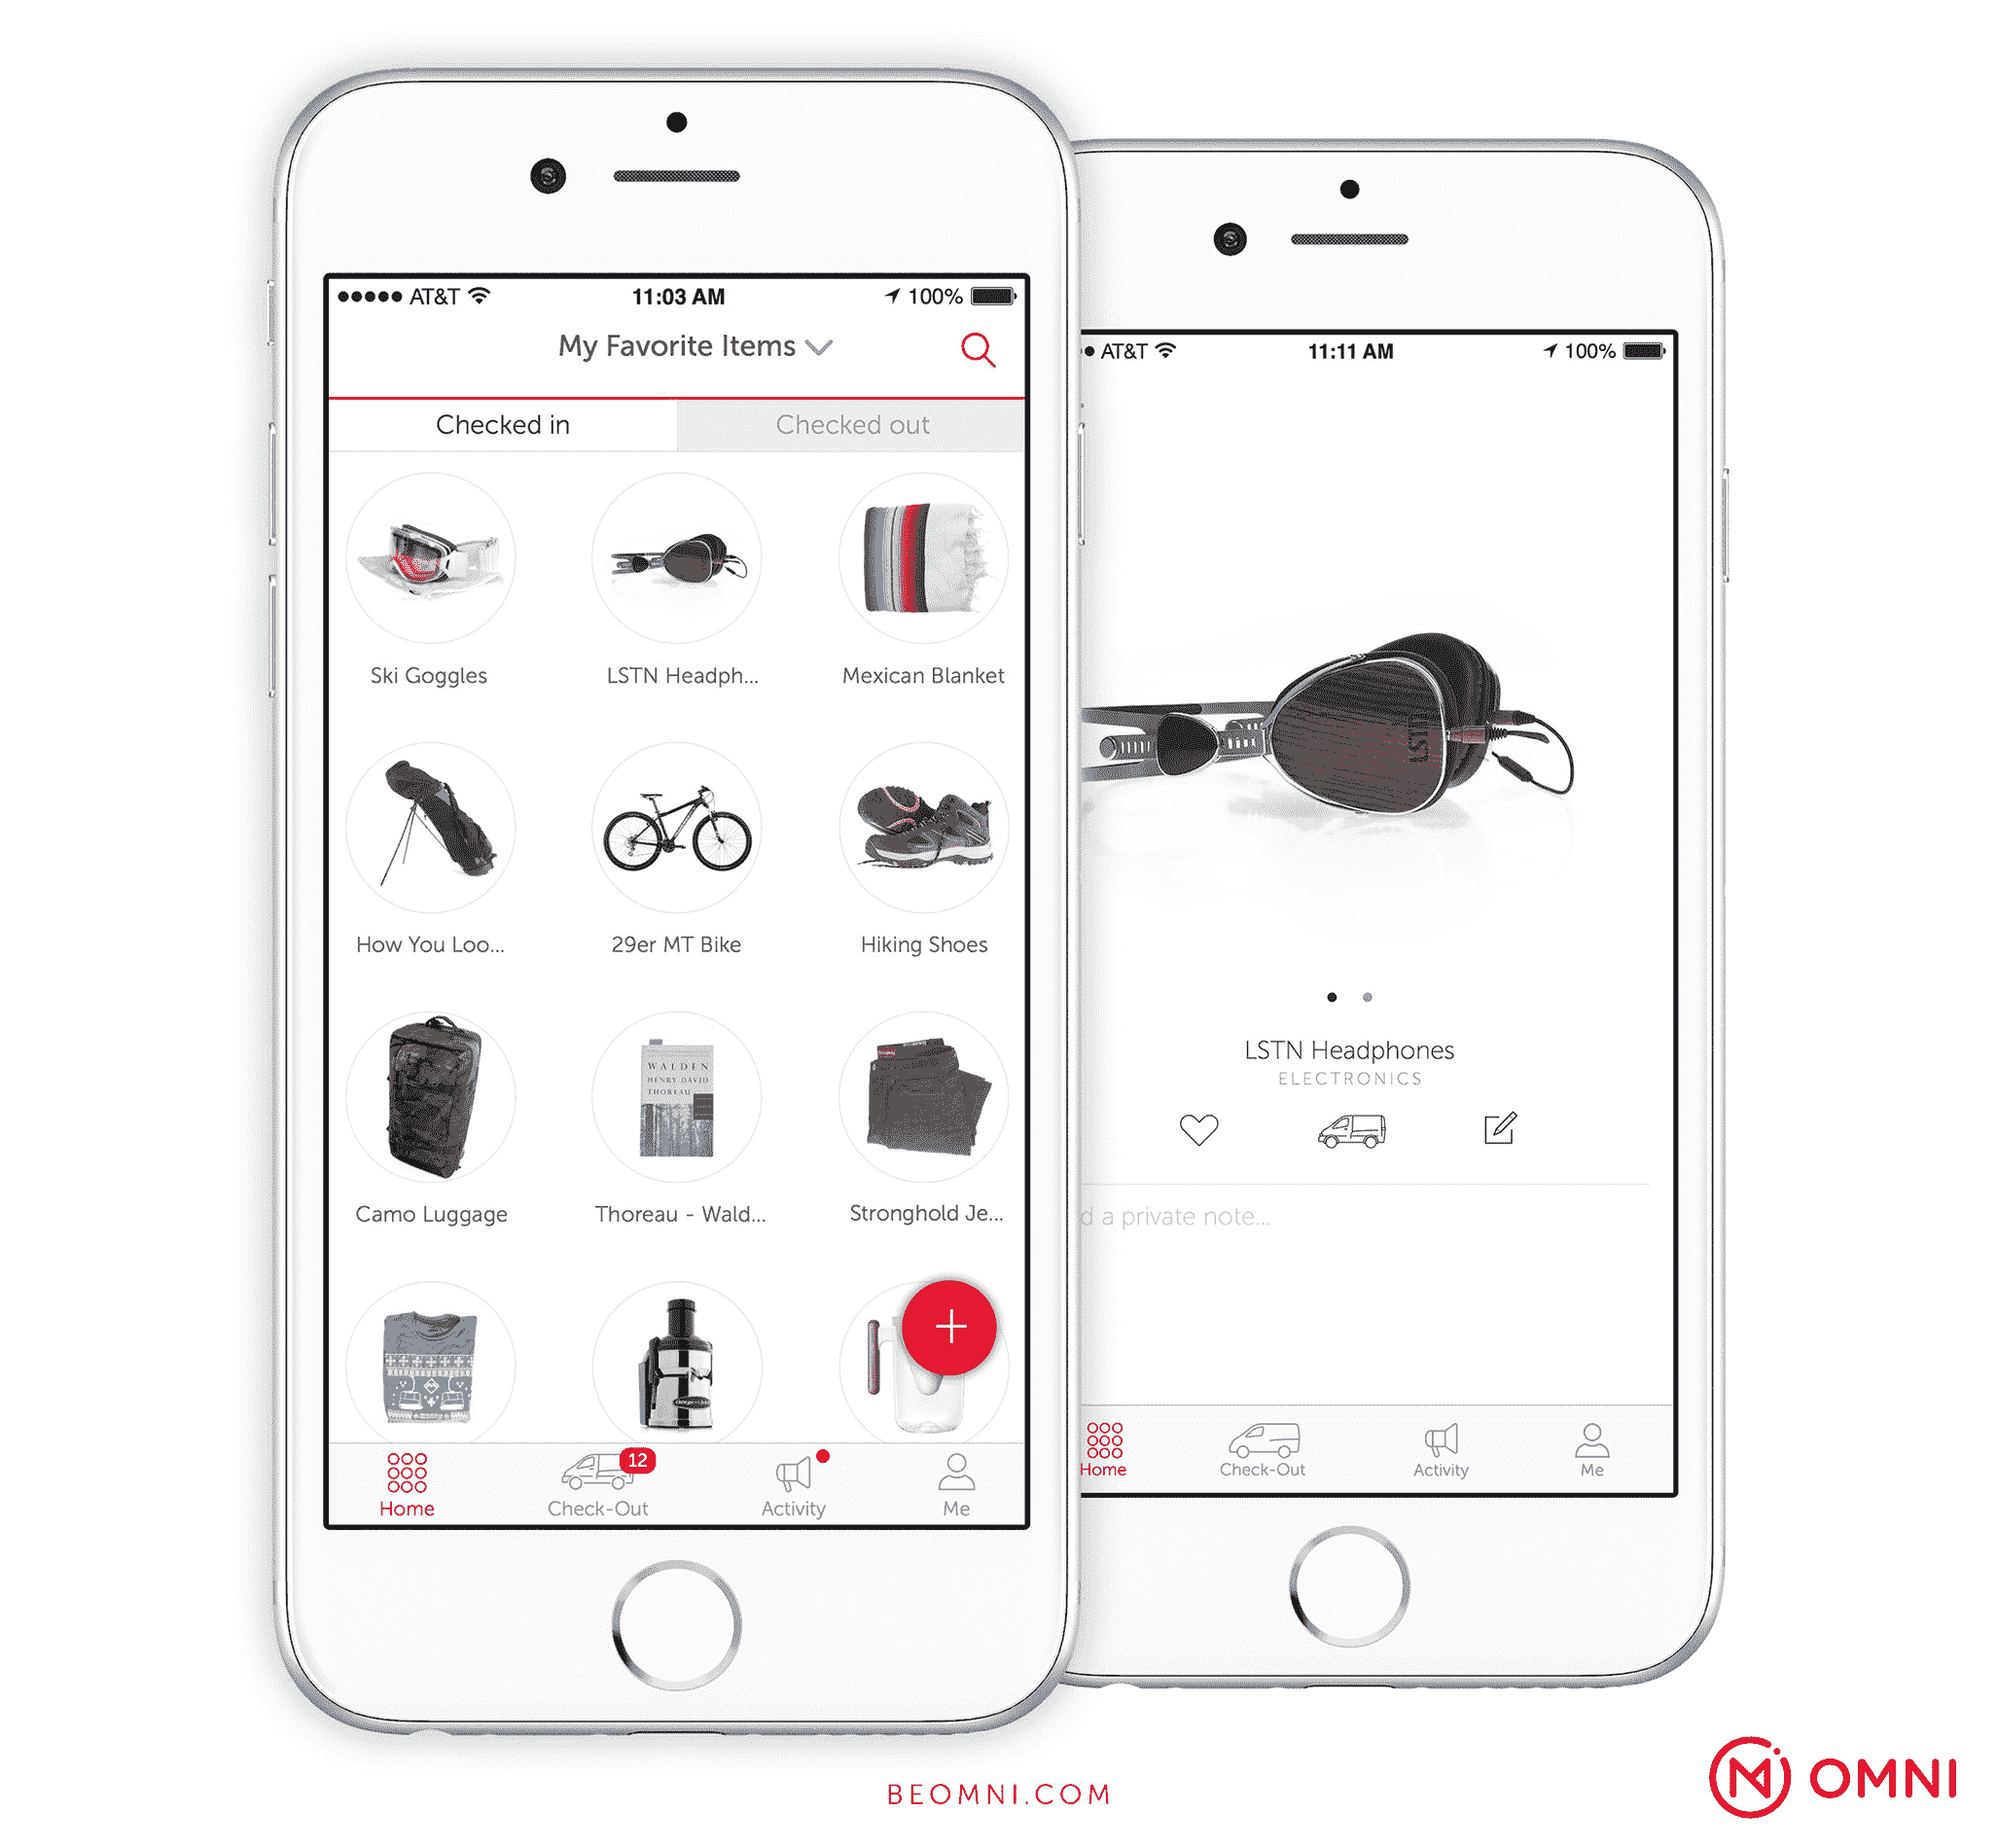 AT&T 11:03 AM 100%
My Favorite Items
Checked in Checked out
Ski Goggles LSTN Headph... Mexican Blanket
How You Loo... 29er MT Bike Hiking Shoes
WALDEN
HENRY DAVID
THOREAU
Camo Luggage Thoreau - Wald... Stronghold Je...
12
Home Check-Out Activity Me
AT&T 11:11 AM 100%
LSTN
LSTN Headphones
ELECTRONICS
d a private note...
Home Check-Out Activity Me
BEOMNI.COM
OMNI